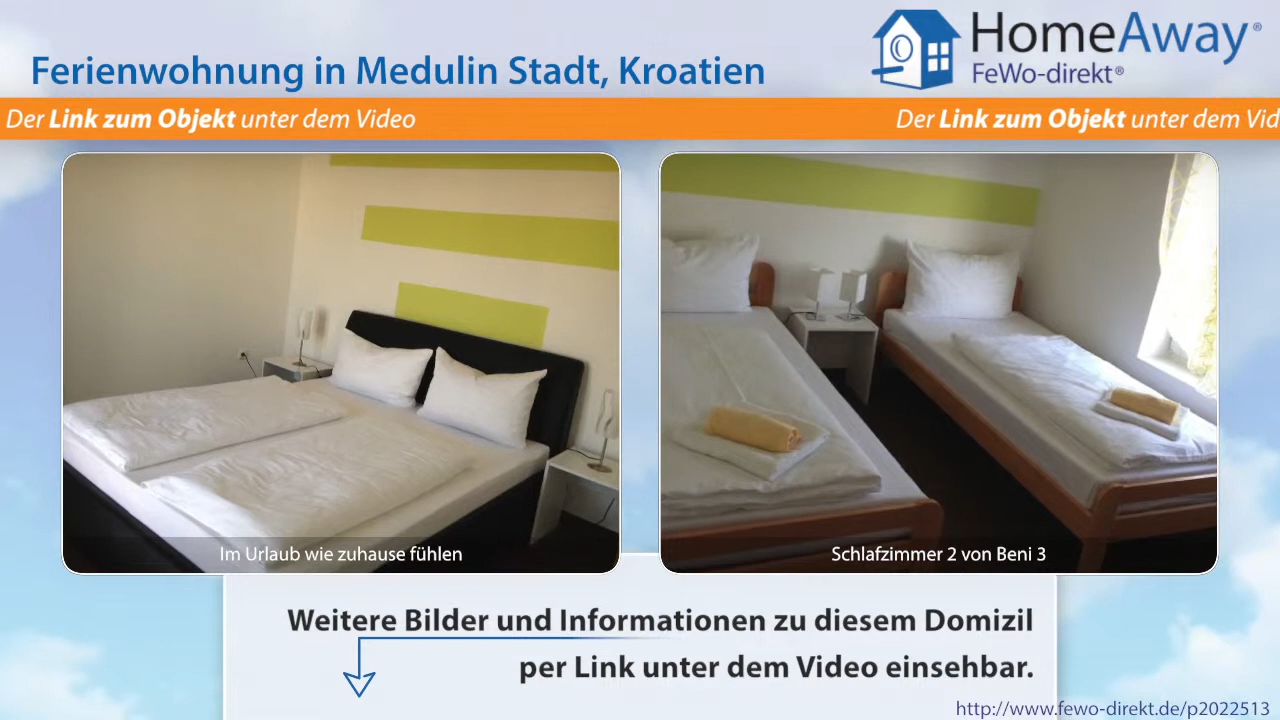 HomeAway®
FeWo-direkt®
Ferienwohnung in Medulin Stadt, Kroatien
Der Link zum Objekt unter dem Video
Der Link zum Objekt unter dem Vid
Im Urlaub wie zuhause fühlen
Schlafzimmer 2 von Beni 3
Weitere Bilder und Informationen zu diesem Domizil
per Link unter dem Video einsehbar.
http://www.fewo-direkt.de/p2022513